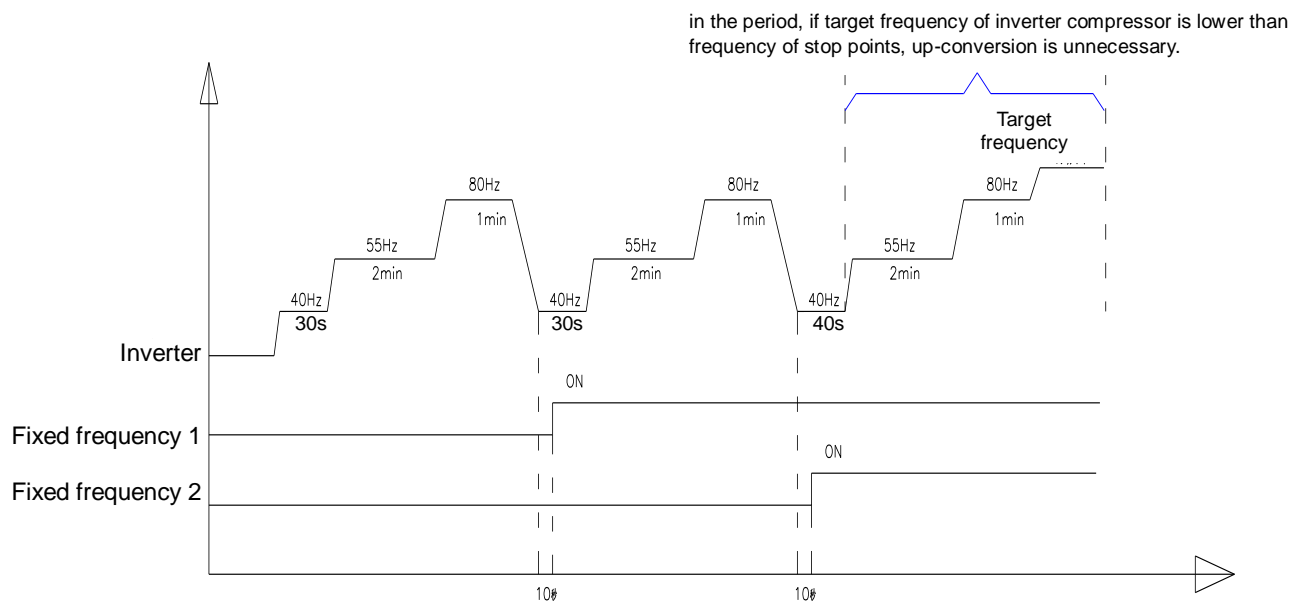 in the period, if target frequency of inverter compressor is lower than
frequency of stop points, up-conversion is unnecessary.
Target
frequency
80Hz
1min
80Hz
1min
80Hz
1min
55Hz
2min
55Hz
2min
55Hz
2min
40Hz
30s
40Hz
30s
40Hz
40s
Inverter
ON
Fixed frequency 1
ON
Fixed frequency 2